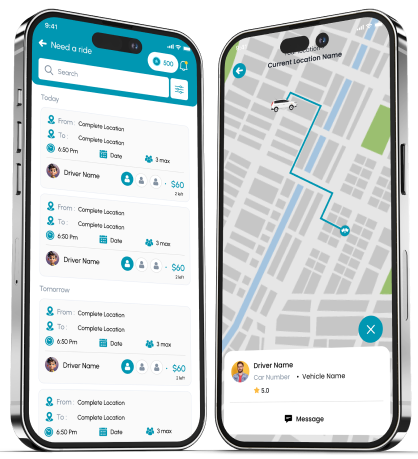 9:41
Need a ride
500
Search
Today
From : Complete Location
To : Complete Location
6:50 Pm Date 3 max
Driver Name $60
2 left
From : Complete Location
To : Complete Location
6:50 Pm Date 3 max
Driver Name $60
2 left
Tomorrow
From : Complete Location
To : Complete Location
6:50 Pm Date 3 max
Driver Name $60
2 left
From : Complete Location
To : Complete Location
6:50 Pm Date 3 max
Current Location Name
Driver Name
Car Number • Vehicle Name
5.0
Message